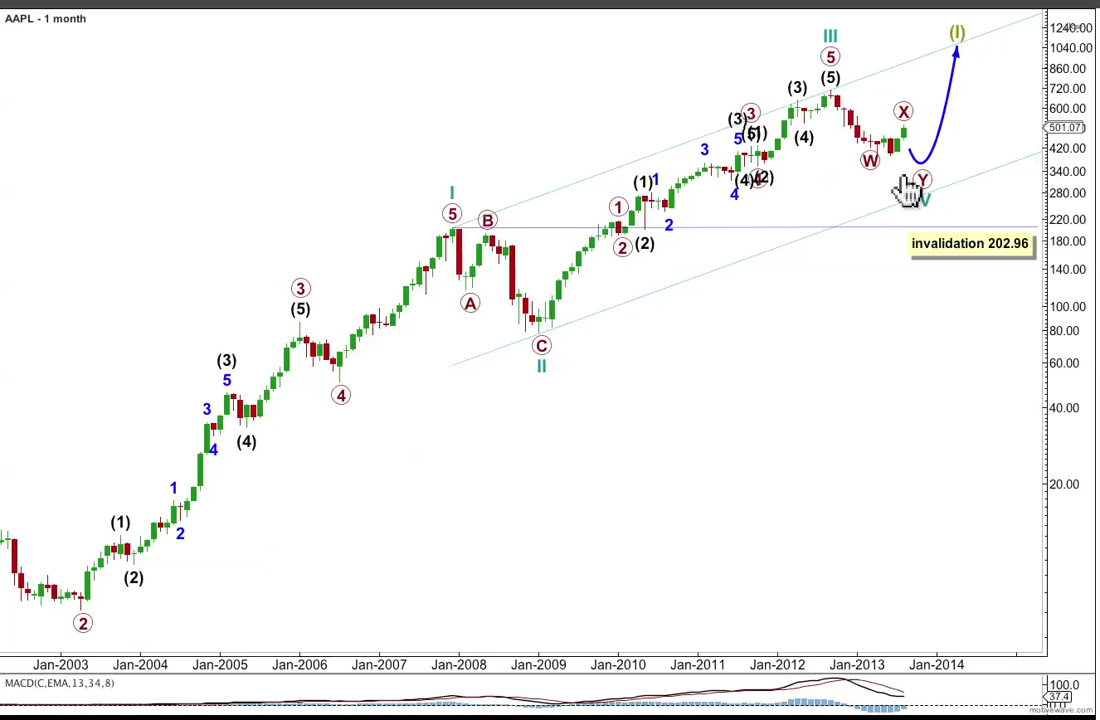 AAPL - 1 month
1240.00
(I)
III
1040.00
5
860.00
(5)
(3)
720.00
X
600.00
(3) 3
501.07
5 (5)(1)
(4)
3
420.00
W
340.00
(1) 1
(4) (2)
Y
I
4
280.00
V
1
5 B
2
220.00
2 (2)
invalidation 202.96
180.00
140.00
3
A
100.00
(5)
80.00
C
(3)
II
60.00
5
4
3
40.00
4
(4)
1
20.00
(1)
2
(2)
2
Jan-2003 Jan-2004 Jan-2005 Jan-2006 Jan-2007 Jan-2008 Jan-2009 Jan-2010 Jan-2011 Jan-2012 Jan-2013 Jan-2014
MACD(C,EMA,13,34,8)
100.0
37.4
motivewave.com